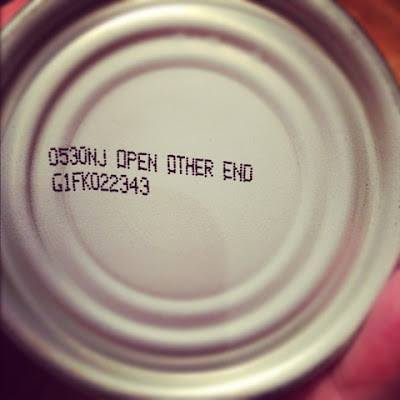 0530NJ OPEN OTHER END
G1FK022343